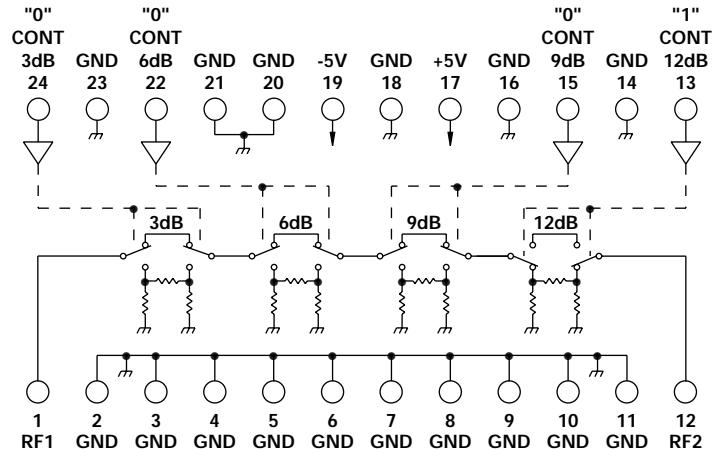 "0" "0" "0" "1"
CONT CONT CONT CONT
3dB GND 6dB GND GND -5V GND +5V GND 9dB GND 12dB
24 23 22 21 20 19 18 17 16 15 14 13
3dB 6dB 9dB 12dB
1 2 3 4 5 6 7 8 9 10 11 12
RF1 GND GND GND GND GND GND GND GND GND GND RF2